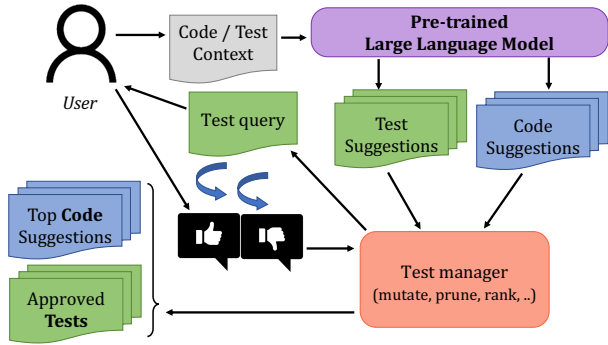 Code / Test
Context
Pre-trained
Large Language Model
User
Test query
Test
Suggestions
Code
Suggestions
Top Code
Suggestions
Approved
Tests
Test manager
(mutate, prune, rank, ..)